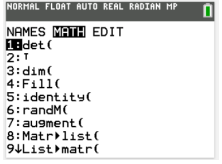 NORMAL FLOAT AUTO REAL RADIAN MP
NAMES MATH EDIT
1:det(
2:ᵀ
3:dim(
4:Fill(
5:identity(
6:randM(
7:augment(
8:Matr▶list(
9↓List▶matr(